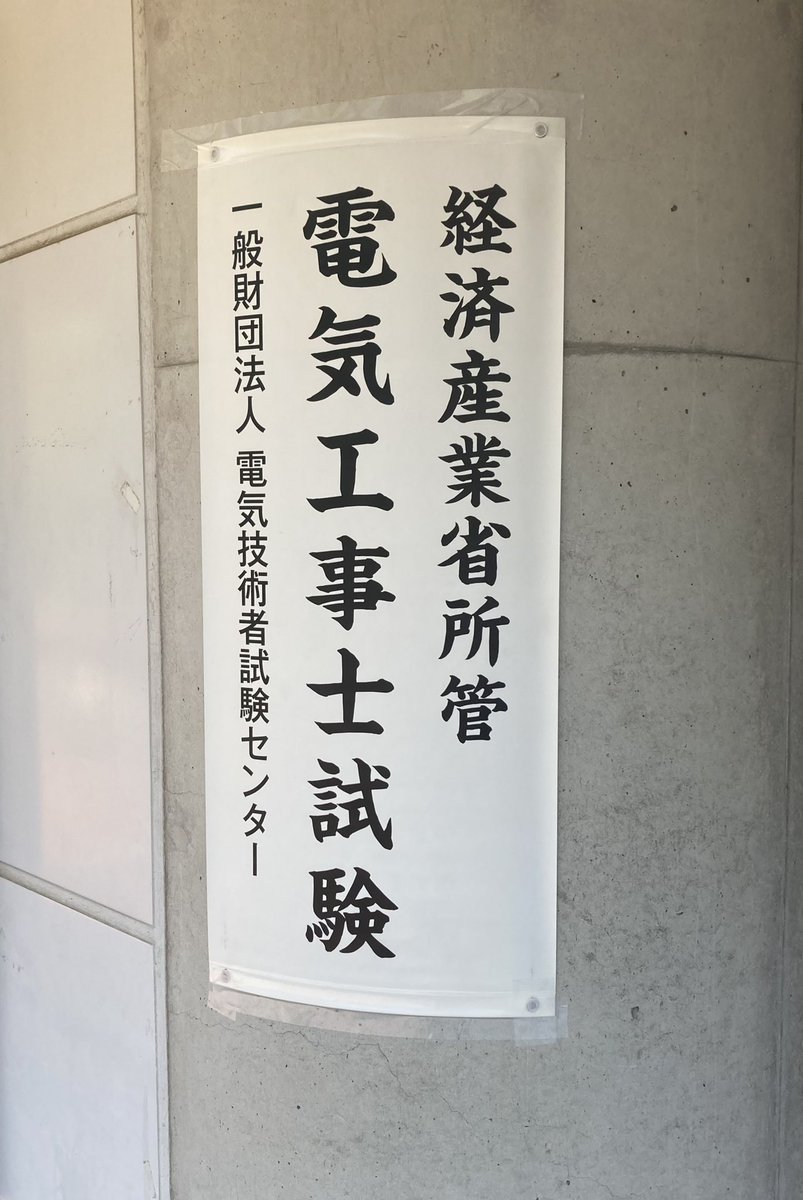 経済産業省所管
電気工事士試験
一般財団法人 電気技術者試験センター